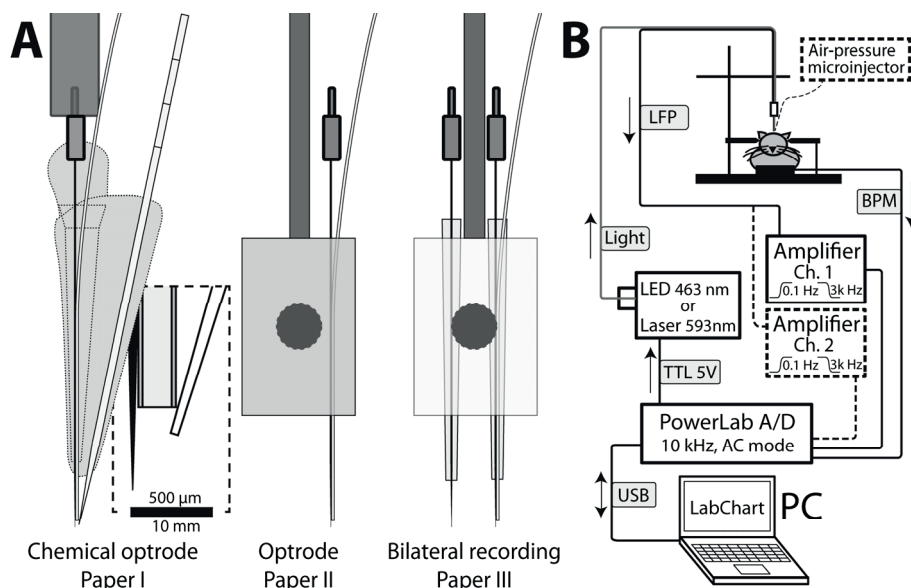 A
500 µm
10 mm
Chemical optrode
Paper I
Optrode
Paper II
Bilateral recording
Paper III
B
Air-pressure
microinjector
LFP
BPM
Light
Amplifier
Ch. 1
0.1 Hz 3k Hz
LED 463 nm
or
Laser 593nm
Amplifier
Ch. 2
0.1 Hz 3k Hz
TTL 5V
PowerLab A/D
10 kHz, AC mode
USB
LabChart
PC